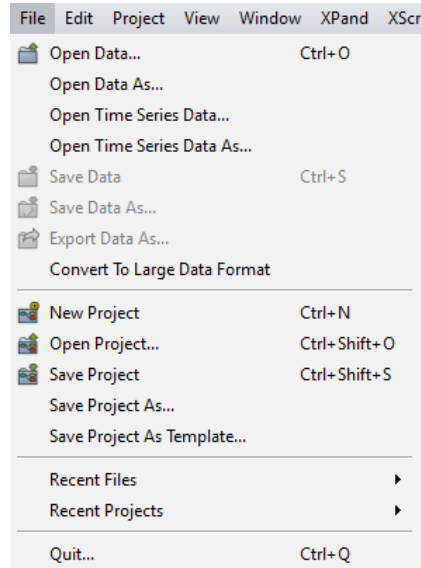 File Edit Project View Window XPand XScr
Open Data... Ctrl+O
Open Data As...
Open Time Series Data...
Open Time Series Data As...
Save Data Ctrl+S
Save Data As...
Export Data As...
Convert To Large Data Format
New Project Ctrl+N
Open Project... Ctrl+Shift+O
Save Project Ctrl+Shift+S
Save Project As...
Save Project As Template...
Recent Files
Recent Projects
Quit... Ctrl+Q